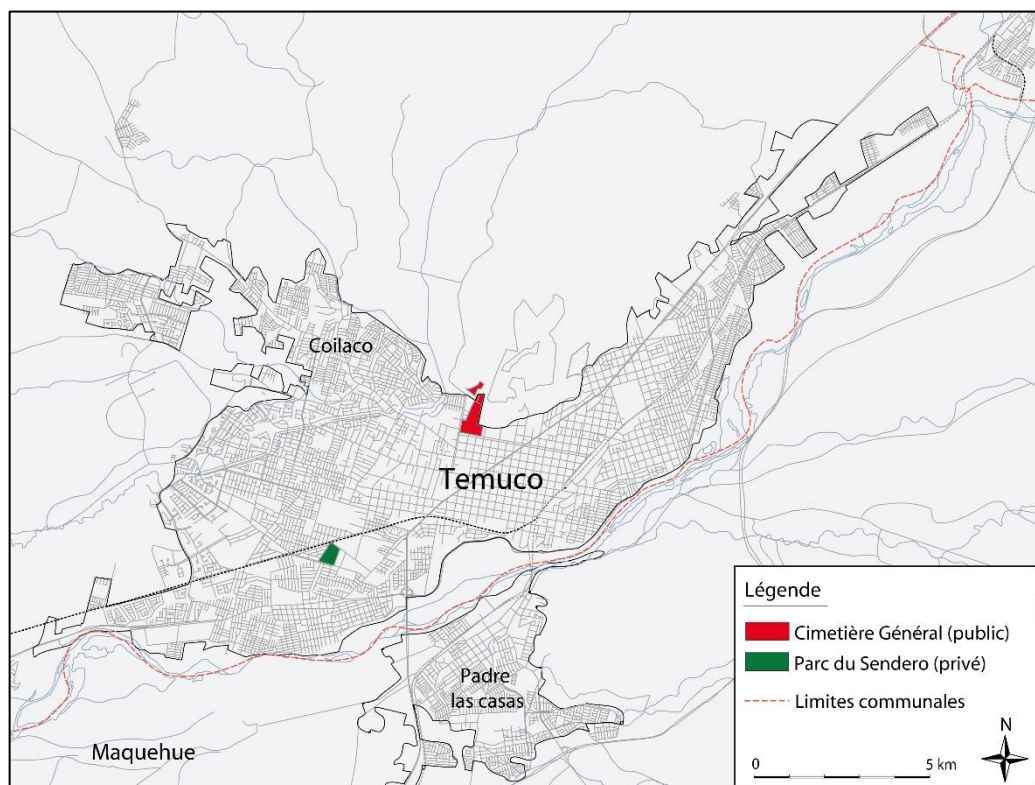 Coilaco
Temuco
Padre
las casas
Maquehue
Légende
Cimetière Général (public)
Parc du Sendero (privé)
Limites communales
N
0
5 km